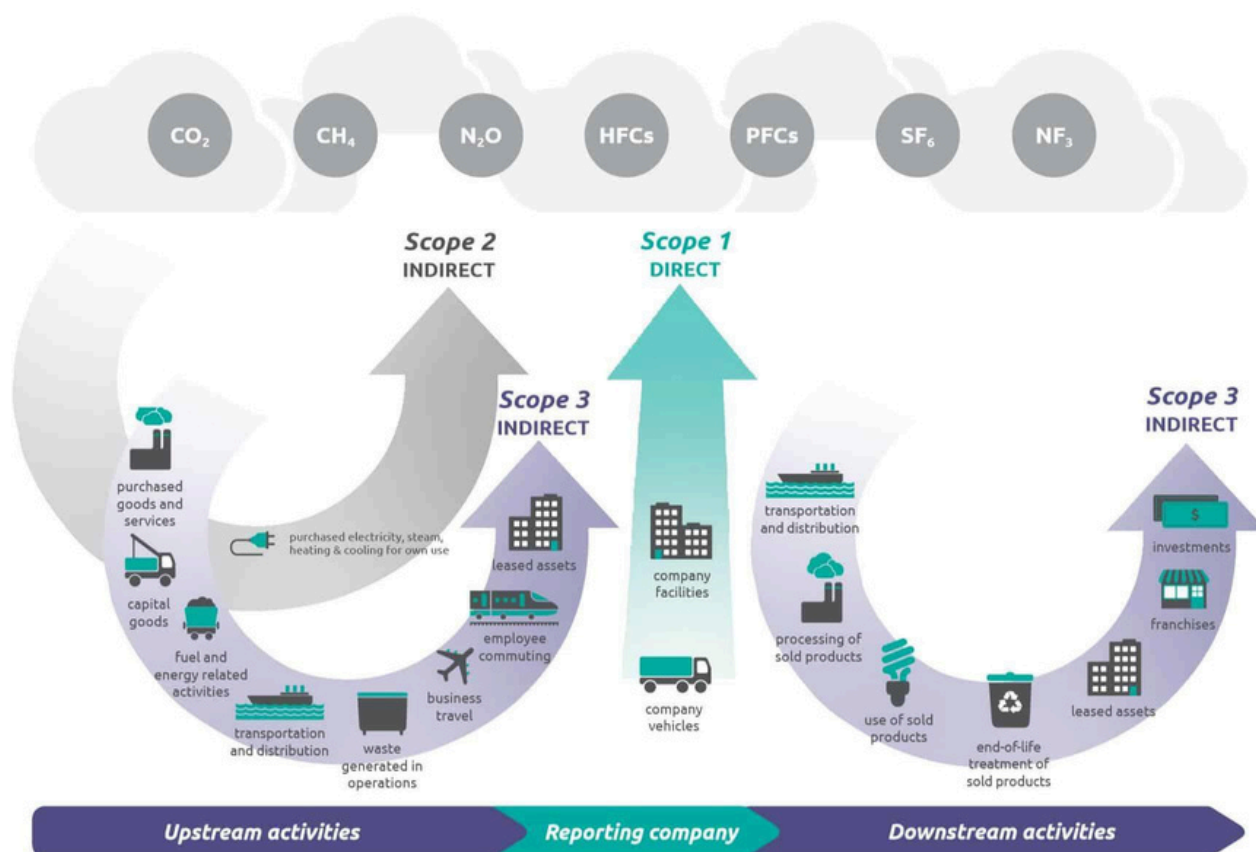 CO₂
CH₄
N₂O
HFCs
PFCs
SF₆
NF₃
Scope 2
INDIRECT
Scope 1
DIRECT
Scope 3
INDIRECT
Scope 3
INDIRECT
purchased
goods and
services
capital
goods
fuel and
energy related
activities
transportation
and distribution
waste
generated in
operations
business
travel
employee
commuting
leased assets
purchased electricity, steam,
heating & cooling for own use
company
facilities
company
vehicles
transportation
and distribution
processing of
sold products
use of sold
products
end-of-life
treatment of
sold products
leased assets
franchises
$
investments
Upstream activities
Reporting company
Downstream activities